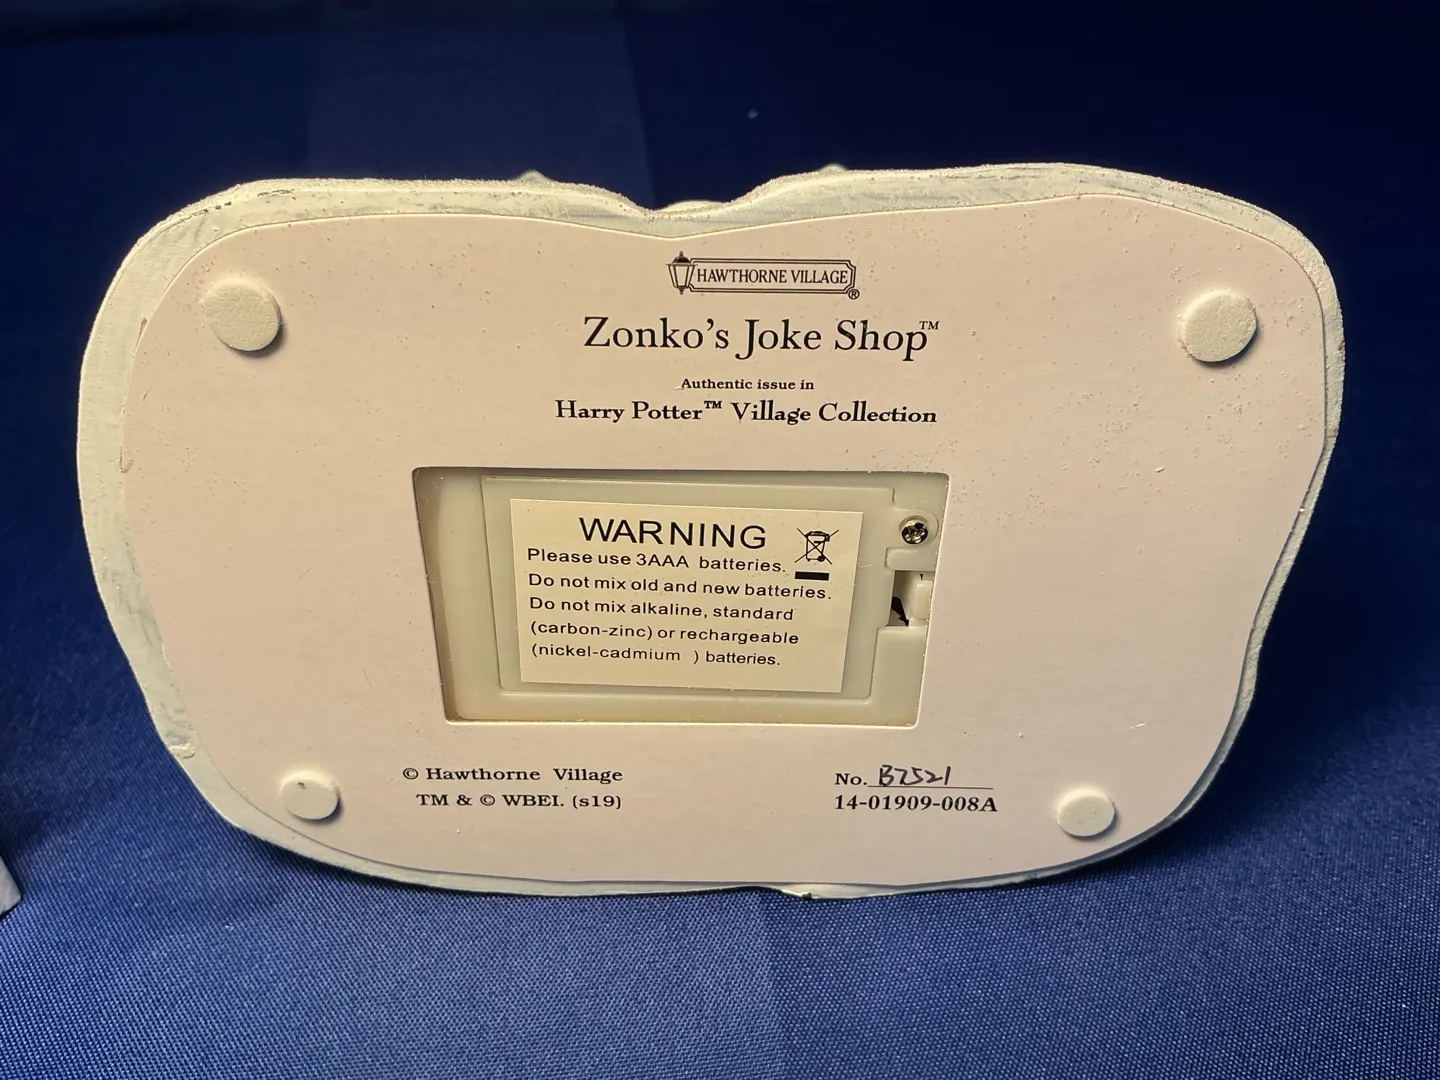 HAWTHORNE VILLAGE®
Zonko's Joke Shop™
Authentic issue in
Harry Potter™ Village Collection
WARNING
Please use 3AAA batteries.
Do not mix old and new batteries.
Do not mix alkaline, standard
(carbon-zinc) or rechargeable
(nickel-cadmium ) batteries.
© Hawthorne Village
TM & © WBEI. (s19)
No. B2521
14-01909-008A